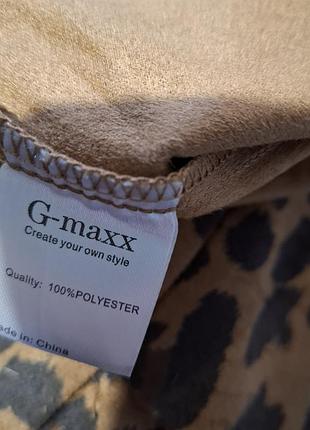 G-maxx
Create your own style
Quality: 100%POLYESTER
ade in: China